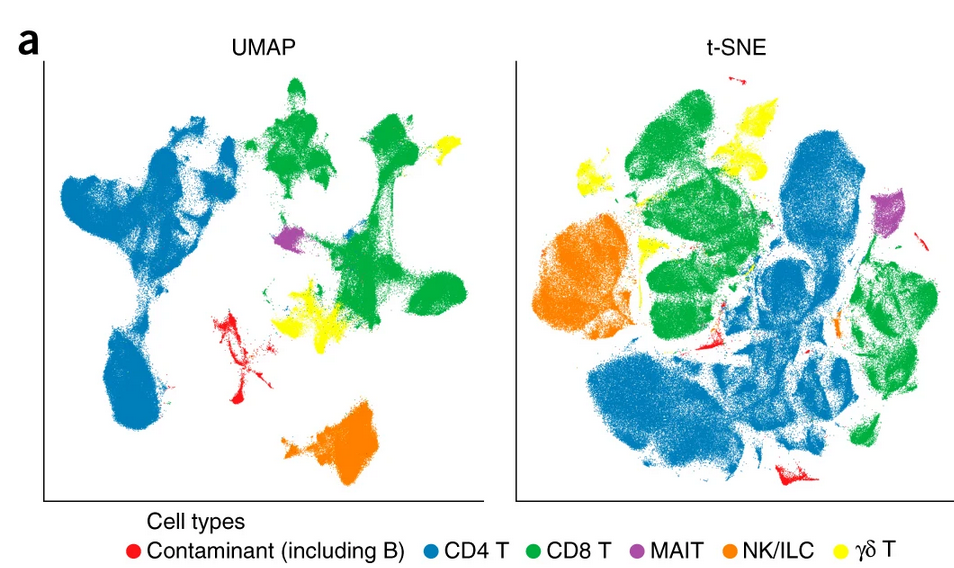 a
UMAP
t-SNE
Cell types
Contaminant (including B)
CD4 T
CD8 T
MAIT
NK/ILC
γδ T